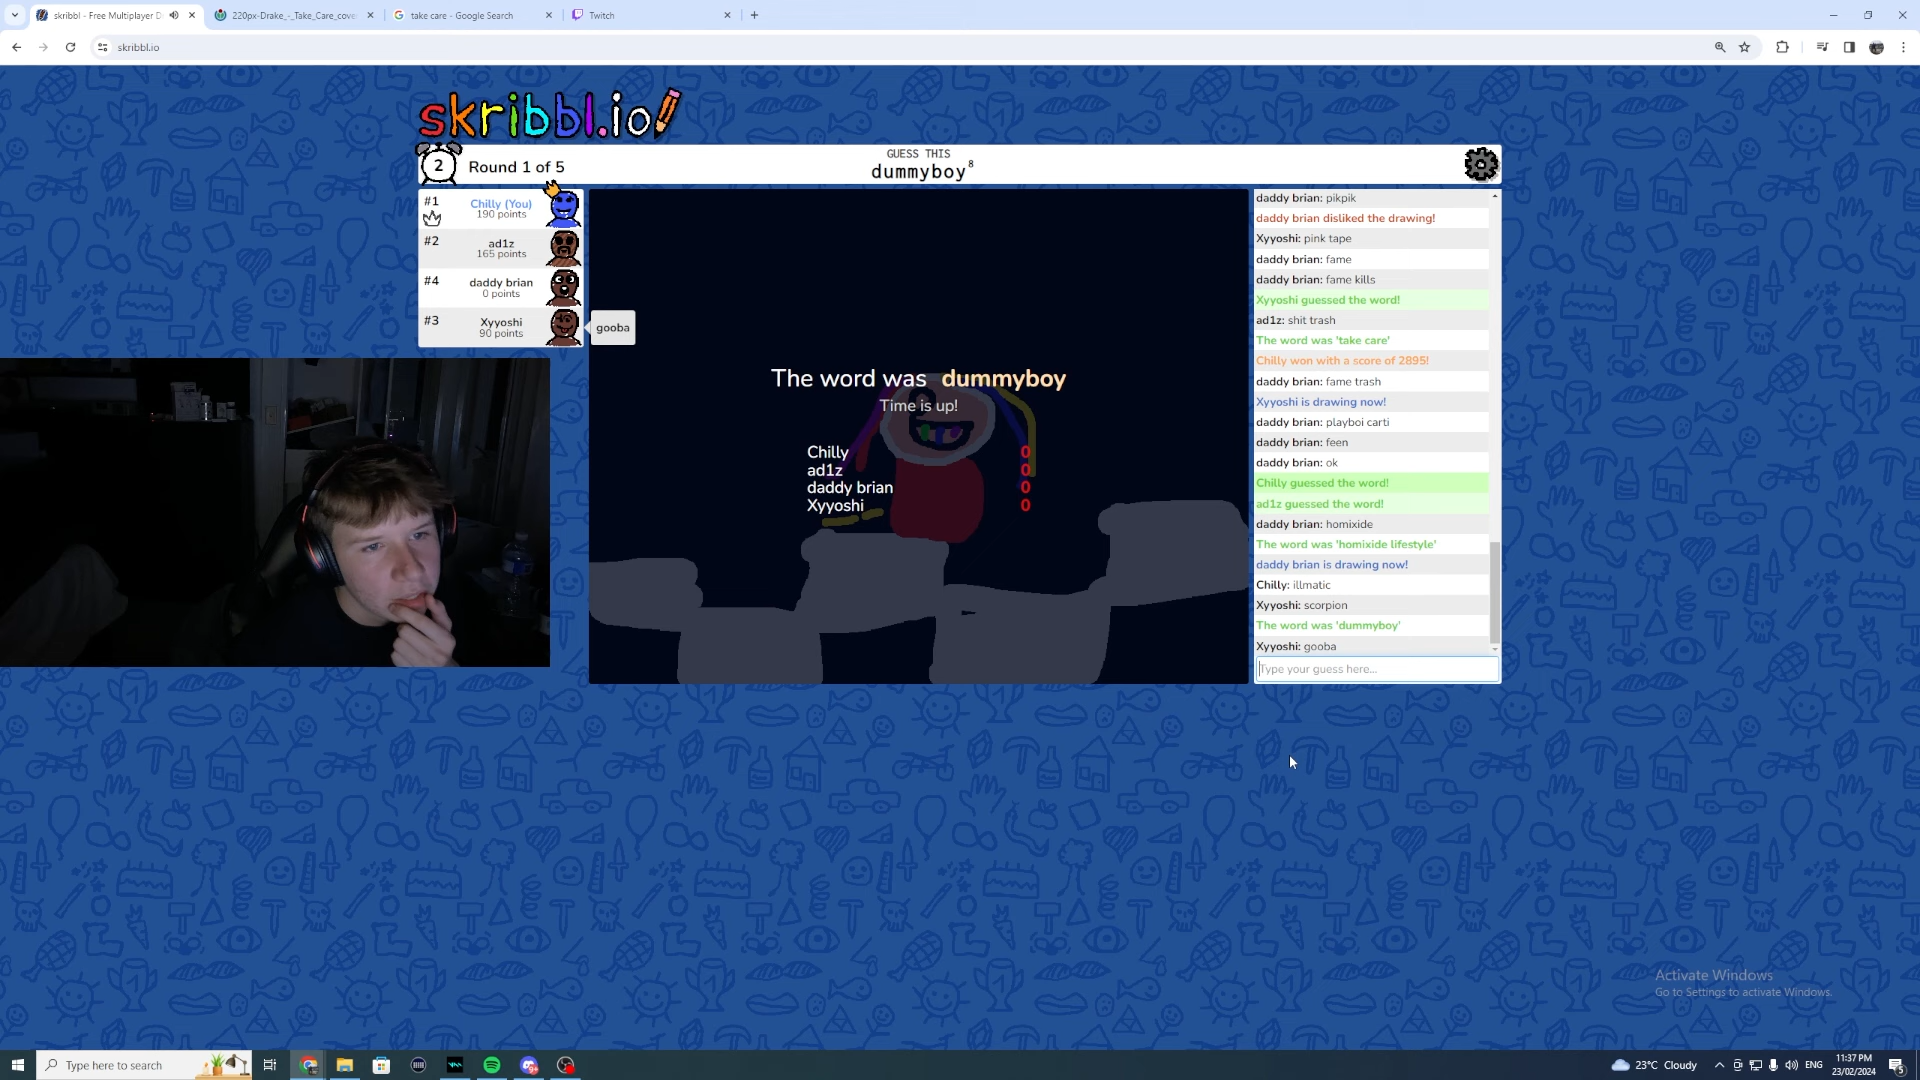 skribbl - Free Multiplayer D
220px-Drake_-_Take_Care_cove
take care - Google Search
Twitch
skribbl.io
skribbl.io
2
Round 1 of 5
GUESS THIS
dummyboy8
#1
Chilly (You)
190 points
#2
ad1z
165 points
#4
daddy brian
0 points
#3
Xyyoshi
90 points
gooba
The word was dummyboy
Time is up!
Chilly 0
ad1z 0
daddy brian 0
Xyyoshi 0
daddy brian: pikpik
daddy brian disliked the drawing!
Xyyoshi: pink tape
daddy brian: fame
daddy brian: fame kills
Xyyoshi guessed the word!
ad1z: shit trash
The word was 'take care'
Chilly won with a score of 2895!
daddy brian: fame trash
Xyyoshi is drawing now!
daddy brian: playboi carti
daddy brian: feen
daddy brian: ok
Chilly guessed the word!
ad1z guessed the word!
daddy brian: homixide
The word was 'homixide lifestyle'
daddy brian is drawing now!
Chilly: illmatic
Xyyoshi: scorpion
The word was 'dummyboy'
Xyyoshi: gooba
Type your guess here...
Activate Windows
Go to Settings to activate Windows.
Type here to search
23°C Cloudy
ENG
11:37 PM
23/02/2024
5